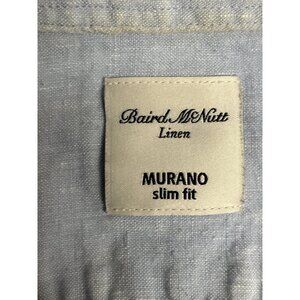 Baird McNutt
Linen
MURANO
slim fit